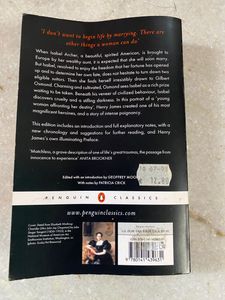 'I don't want to begin life by marrying. There are
other things a woman can do'
When Isabel Archer, a beautiful, spirited American, is brought to
Europe by her wealthy aunt, it is expected that she will soon marry.
But Isabel, resolved to enjoy the freedom that her fortune has opened
up and to determine her own fate, does not hesitate to turn down two
eligible suitors. Then she finds herself irresistibly drawn to Gilbert
Osmond. Charming and cultivated, Osmond sees Isabel as a rich prize
waiting to be taken. Beneath his veneer of civilized behaviour, Isabel
discovers cruelty and a stifling darkness. In this portrait of a 'young
woman affronting her destiny', Henry James created one of his most
magnificent heroines, and a story of intense poignancy.
This edition includes an introduction and full explanatory notes, with a
new chronology and suggestions for further reading, and Henry
James's own illuminating Preface.
'Matchless, a grave description of one of life's great traumas, the passage from
innocence to experience' ANITA BROOKNER
Edited with an introduction by GEOFFREY MOORE
With notes by PATRICIA CRICK
€ 12,80
PENGUIN CLASSICS
www.penguinclassics.com
9 780141 439631